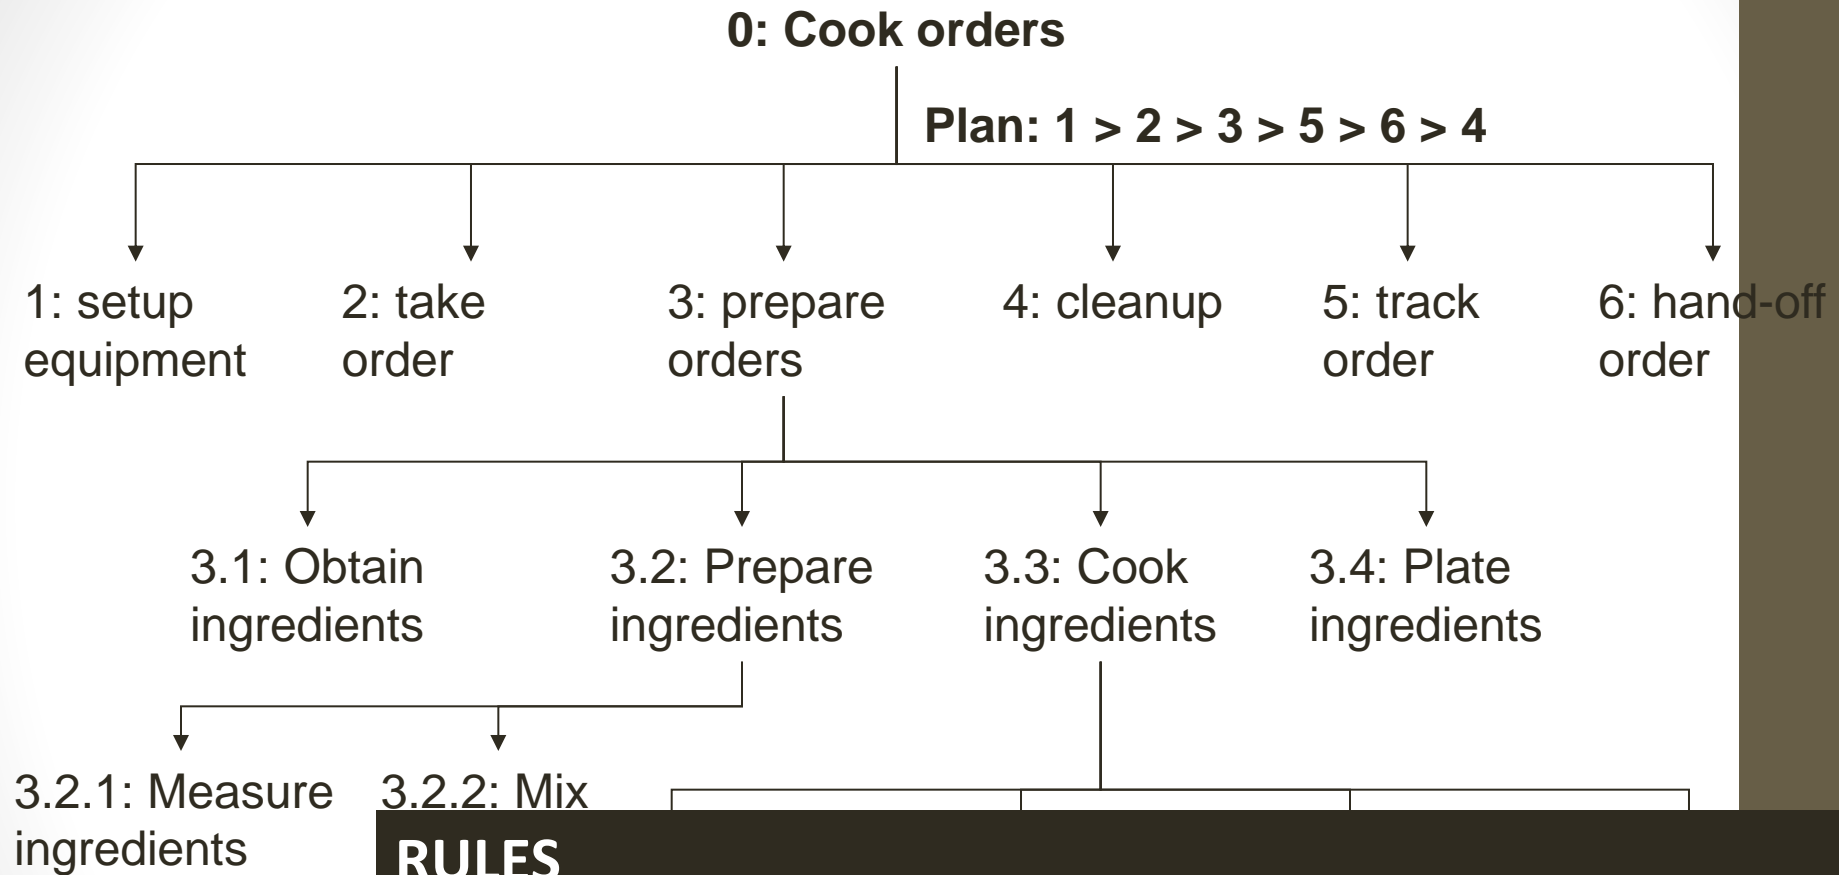 0: Cook orders
Plan: 1 > 2 > 3 > 5 > 6 > 4
1: setup
equipment
2: take
order
3: prepare
orders
4: cleanup
5: track
order
6: hand-off
order
3.1: Obtain
ingredients
3.2: Prepare
ingredients
3.3: Cook
ingredients
3.4: Plate
ingredients
3.2.1: Measure
ingredients
3.2.2: Mix
RULES